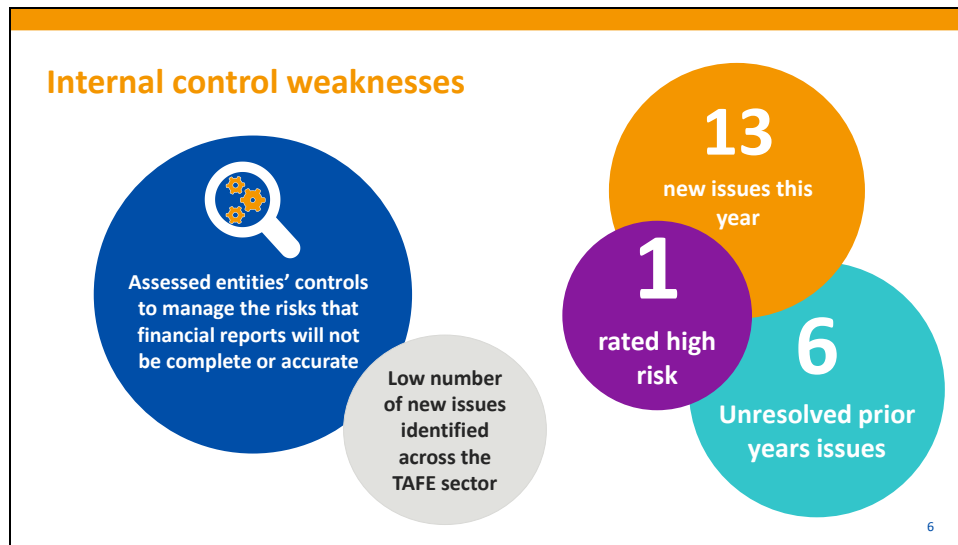 Internal control weaknesses
Assessed entities’ controls
to manage the risks that
financial reports will not
be complete or accurate
Low number
of new issues
identified
across the
TAFE sector
13
new issues this
year
1
rated high
risk
6
Unresolved prior
years issues
6